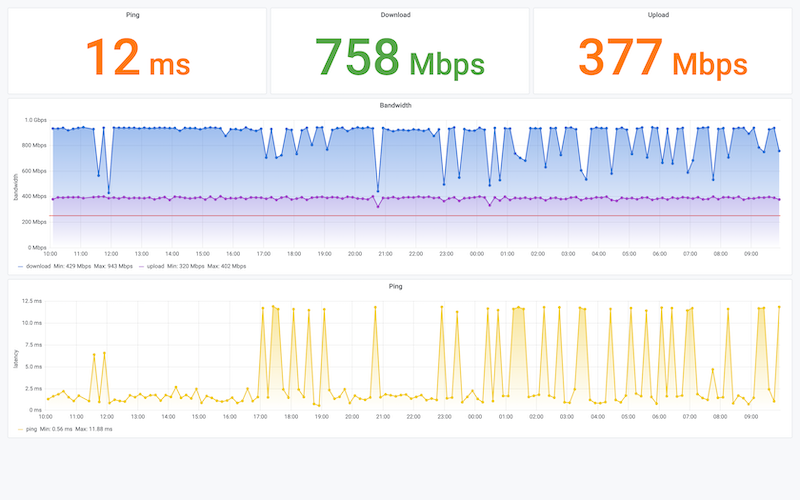 Ping Download Upload
12 ms 758 Mbps 377 Mbps
Bandwidth
1.0 Gbps
800 Mbps
600 Mbps
400 Mbps
200 Mbps
0 Mbps
bandwidth
10:00 11:00 12:00 13:00 14:00 15:00 16:00 17:00 18:00 19:00 20:00 21:00 22:00 23:00 00:00 01:00 02:00 03:00 04:00 05:00 06:00 07:00 08:00 09:00
download Min: 429 Mbps Max: 943 Mbps upload Min: 320 Mbps Max: 402 Mbps
Ping
12.5 ms
10.0 ms
7.5 ms
5.0 ms
2.5 ms
0 ms
latency
10:00 11:00 12:00 13:00 14:00 15:00 16:00 17:00 18:00 19:00 20:00 21:00 22:00 23:00 00:00 01:00 02:00 03:00 04:00 05:00 06:00 07:00 08:00 09:00
ping Min: 0.56 ms Max: 11.88 ms